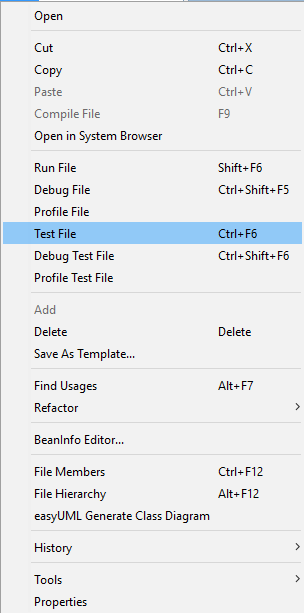 Open
Cut Ctrl+X
Copy Ctrl+C
Paste Ctrl+V
Compile File F9
Open in System Browser
Run File Shift+F6
Debug File Ctrl+Shift+F5
Profile File
Test File Ctrl+F6
Debug Test File Ctrl+Shift+F6
Profile Test File
Add
Delete Delete
Save As Template...
Find Usages Alt+F7
Refactor
BeanInfo Editor...
File Members Ctrl+F12
File Hierarchy Alt+F12
easyUML Generate Class Diagram
History
Tools
Properties